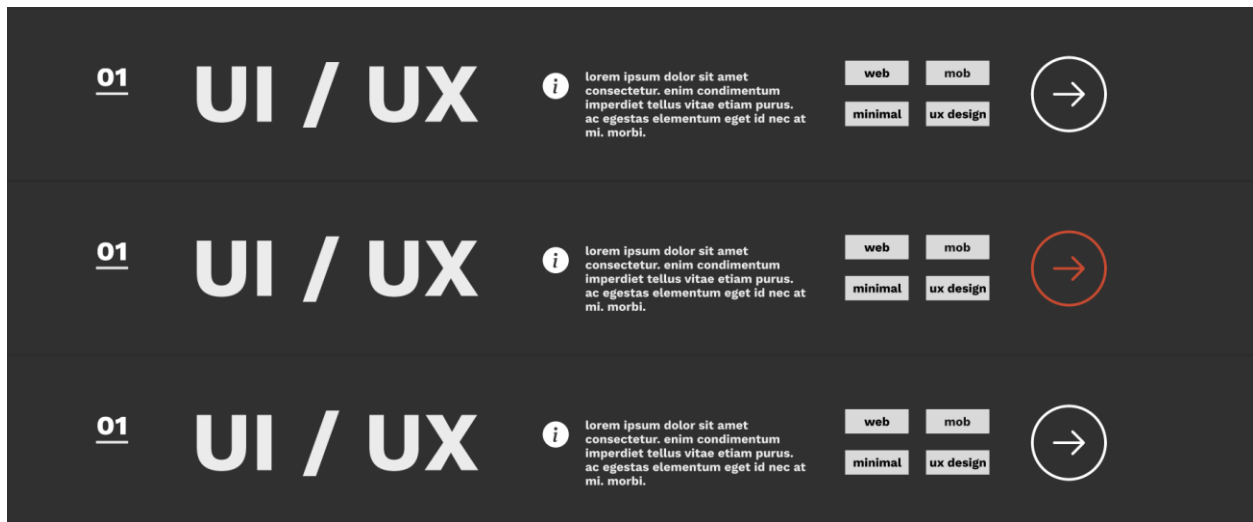 01
UI / UX
i
lorem ipsum dolor sit amet
consectetur. enim condimentum
imperdiet tellus vitae etiam purus.
ac egestas elementum eget id nec at
mi. morbi.
web
mob
minimal
ux design
01
UI / UX
i
lorem ipsum dolor sit amet
consectetur. enim condimentum
imperdiet tellus vitae etiam purus.
ac egestas elementum eget id nec at
mi. morbi.
web
mob
minimal
ux design
01
UI / UX
i
lorem ipsum dolor sit amet
consectetur. enim condimentum
imperdiet tellus vitae etiam purus.
ac egestas elementum eget id nec at
mi. morbi.
web
mob
minimal
ux design